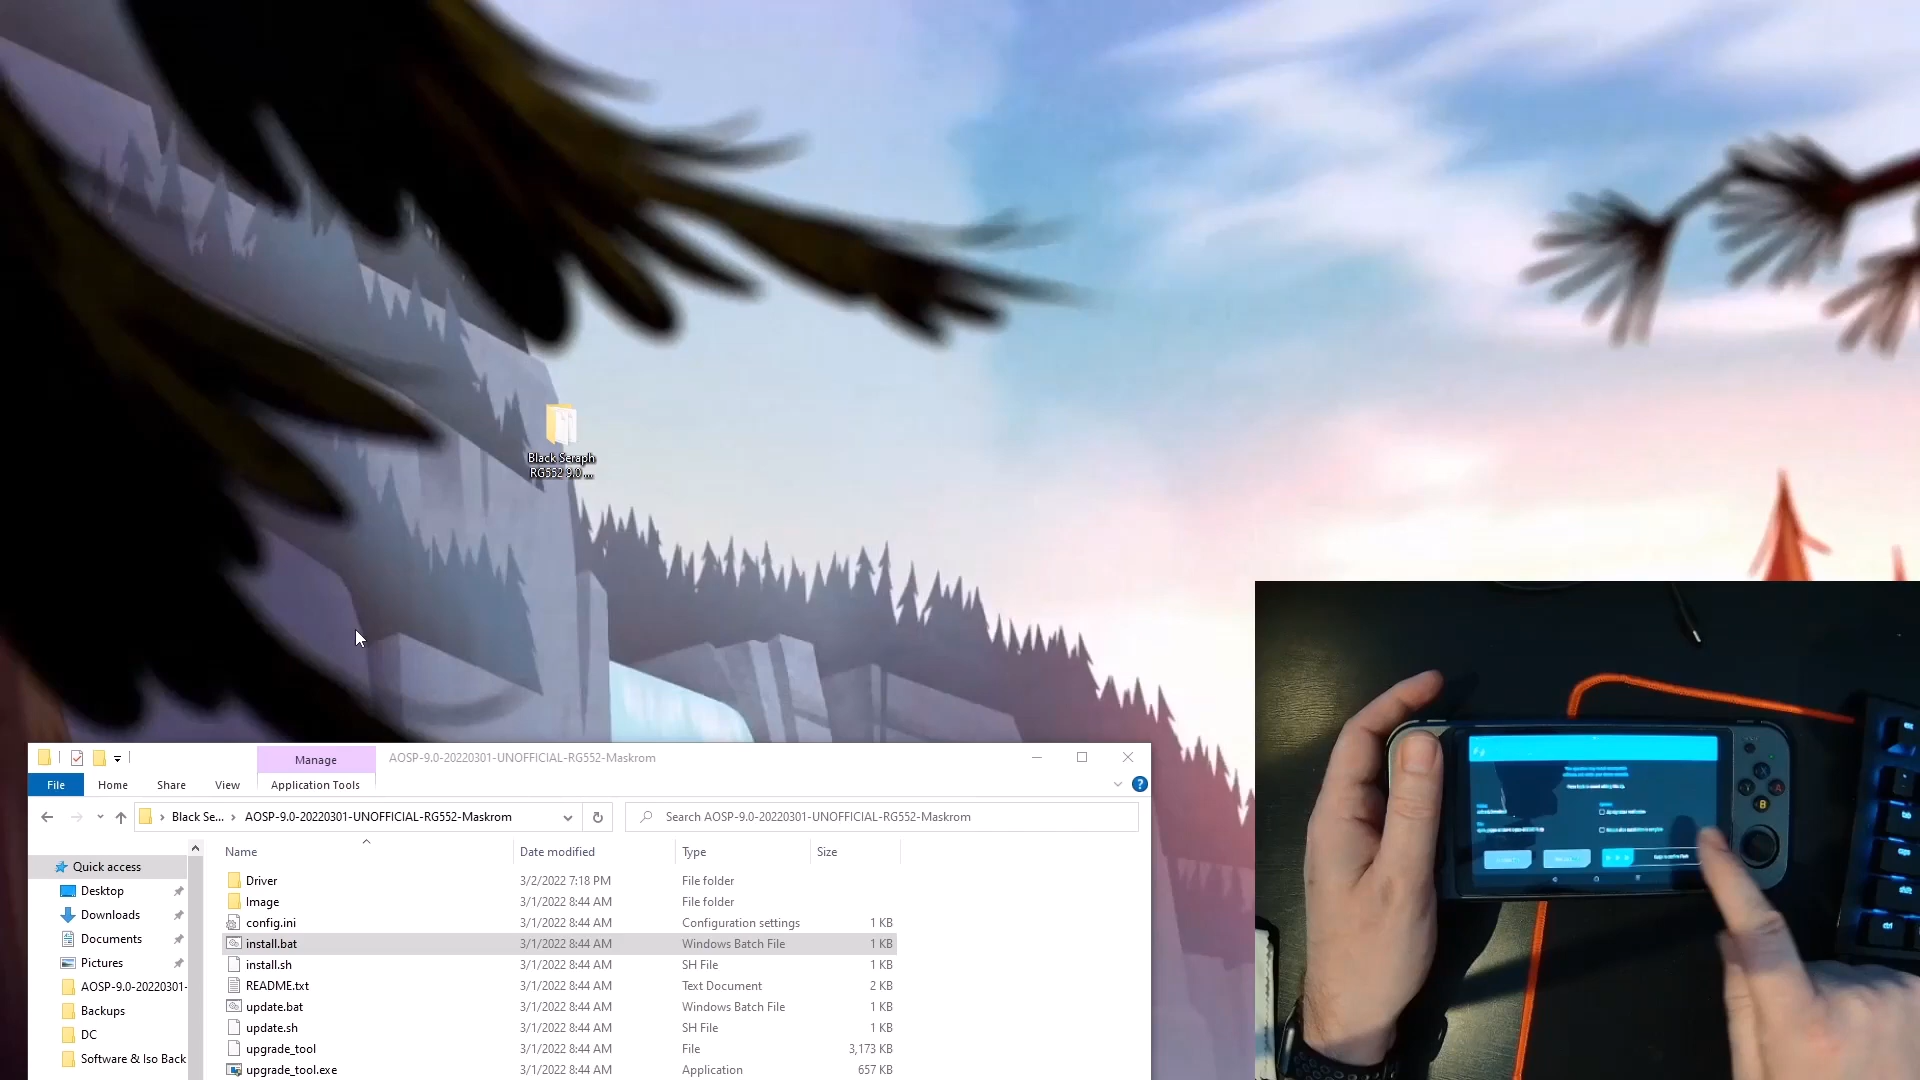 Black Seraph
RG552 9.0 ...
Manage
AOSP-9.0-20220301-UNOFFICIAL-RG552-Maskrom
File
Home
Share
View
Application Tools
Black Se...
AOSP-9.0-20220301-UNOFFICIAL-RG552-Maskrom
Search AOSP-9.0-20220301-UNOFFICIAL-RG552-Maskrom
Name Date modified Type Size
Quick access
Desktop
Downloads
Documents
Pictures
AOSP-9.0-20220301-
Backups
DC
Software & Iso Back
Driver 3/2/2022 7:18 PM File folder
Image 3/1/2022 8:44 AM File folder
config.ini 3/1/2022 8:44 AM Configuration settings 1 KB
install.bat 3/1/2022 8:44 AM Windows Batch File 1 KB
install.sh 3/1/2022 8:44 AM SH File 1 KB
README.txt 3/1/2022 8:44 AM Text Document 2 KB
update.bat 3/1/2022 8:44 AM Windows Batch File 1 KB
update.sh 3/1/2022 8:44 AM SH File 1 KB
upgrade_tool 3/1/2022 8:44 AM File 3,173 KB
upgrade_tool.exe 3/1/2022 8:44 AM Application 657 KB
X
Y
A
B
esc
tab
caps
shift
ctrl